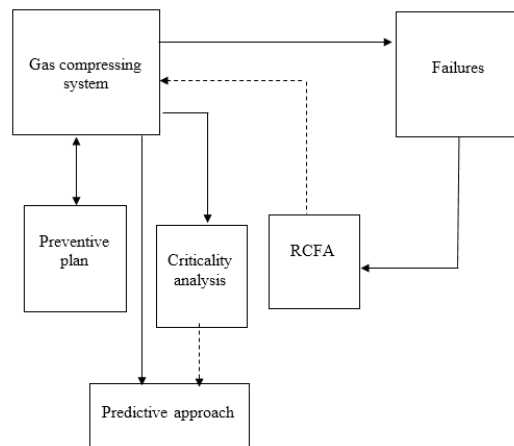 Gas compressing
system
Failures
Preventive
plan
Criticality
analysis
RCFA
Predictive approach